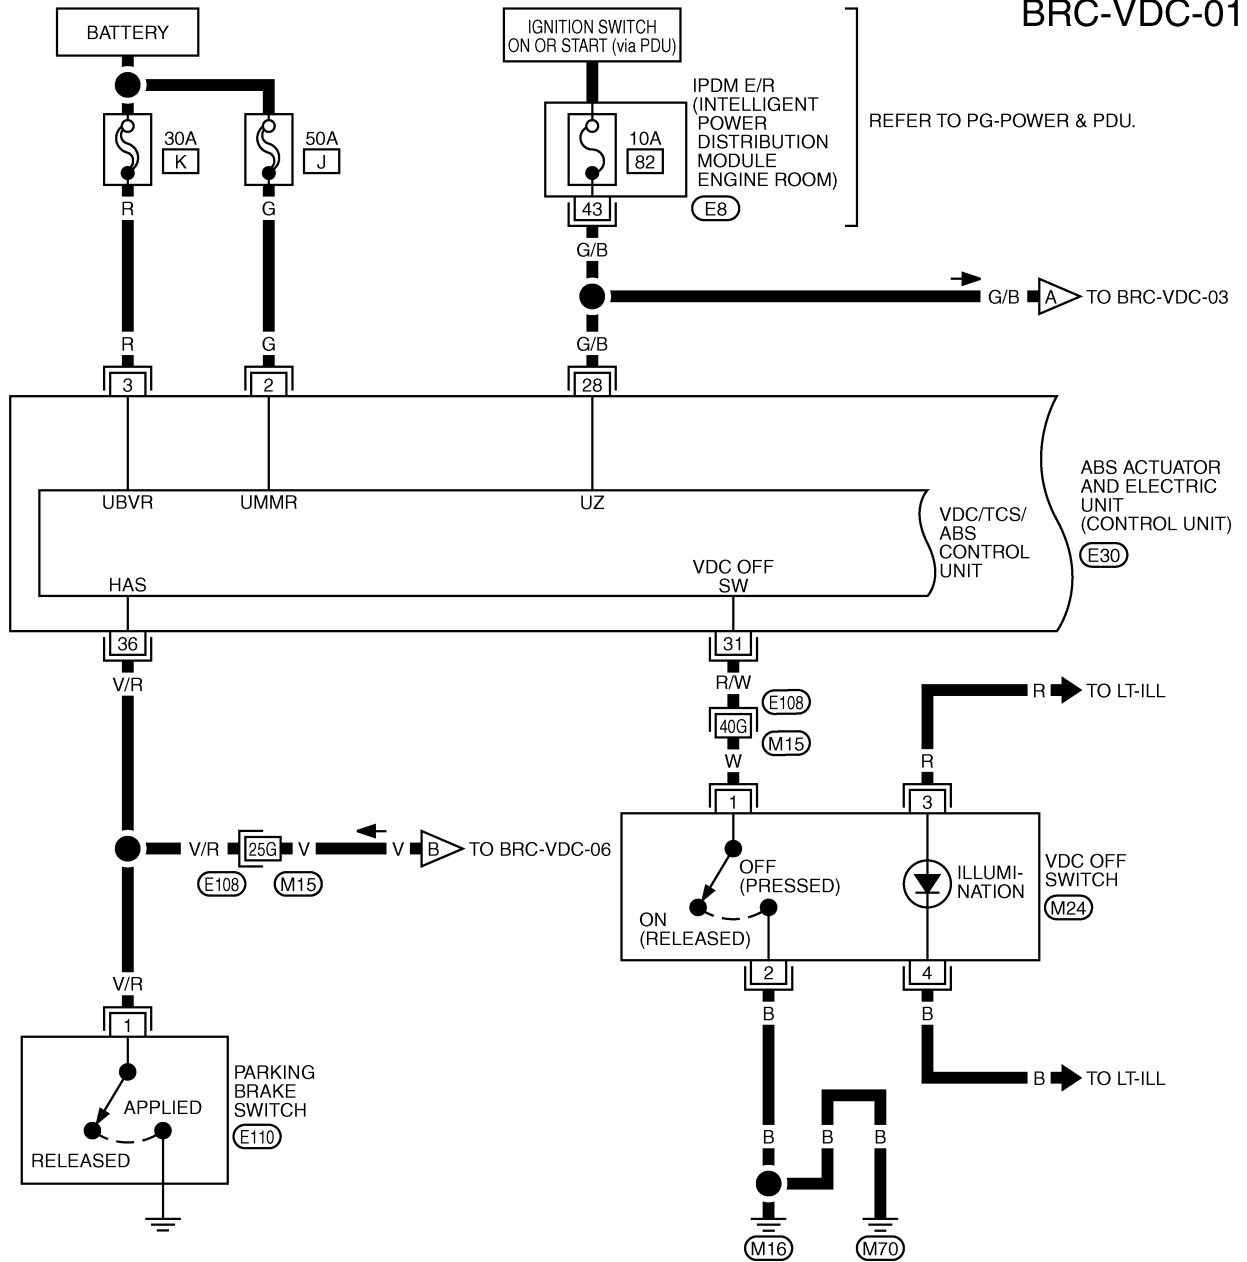 BRC-VDC-01
BATTERY
IGNITION SWITCH
ON OR START (via PDU)
30A
K
50A
J
10A
82
IPDM E/R
(INTELLIGENT
POWER
DISTRIBUTION
MODULE
ENGINE ROOM)
E8
REFER TO PG-POWER & PDU.
R
G
43
G/B
G/B
A
TO BRC-VDC-03
R
G
G/B
3
2
28
UBVR
UMMR
UZ
VDC/TCS/
ABS
CONTROL
UNIT
ABS ACTUATOR
AND ELECTRIC
UNIT
(CONTROL UNIT)
E30
HAS
VDC OFF
SW
36
31
V/R
R/W
E108
40G
M15
W
R
TO LT-ILL
R
1
3
V/R
25G
V
V
B
TO BRC-VDC-06
E108
M15
OFF
(PRESSED)
ON
(RELEASED)
ILLUMI-
NATION
VDC OFF
SWITCH
M24
2
4
V/R
B
B
1
APPLIED
RELEASED
PARKING
BRAKE
SWITCH
E110
B
TO LT-ILL
B
B
B
M16
M70